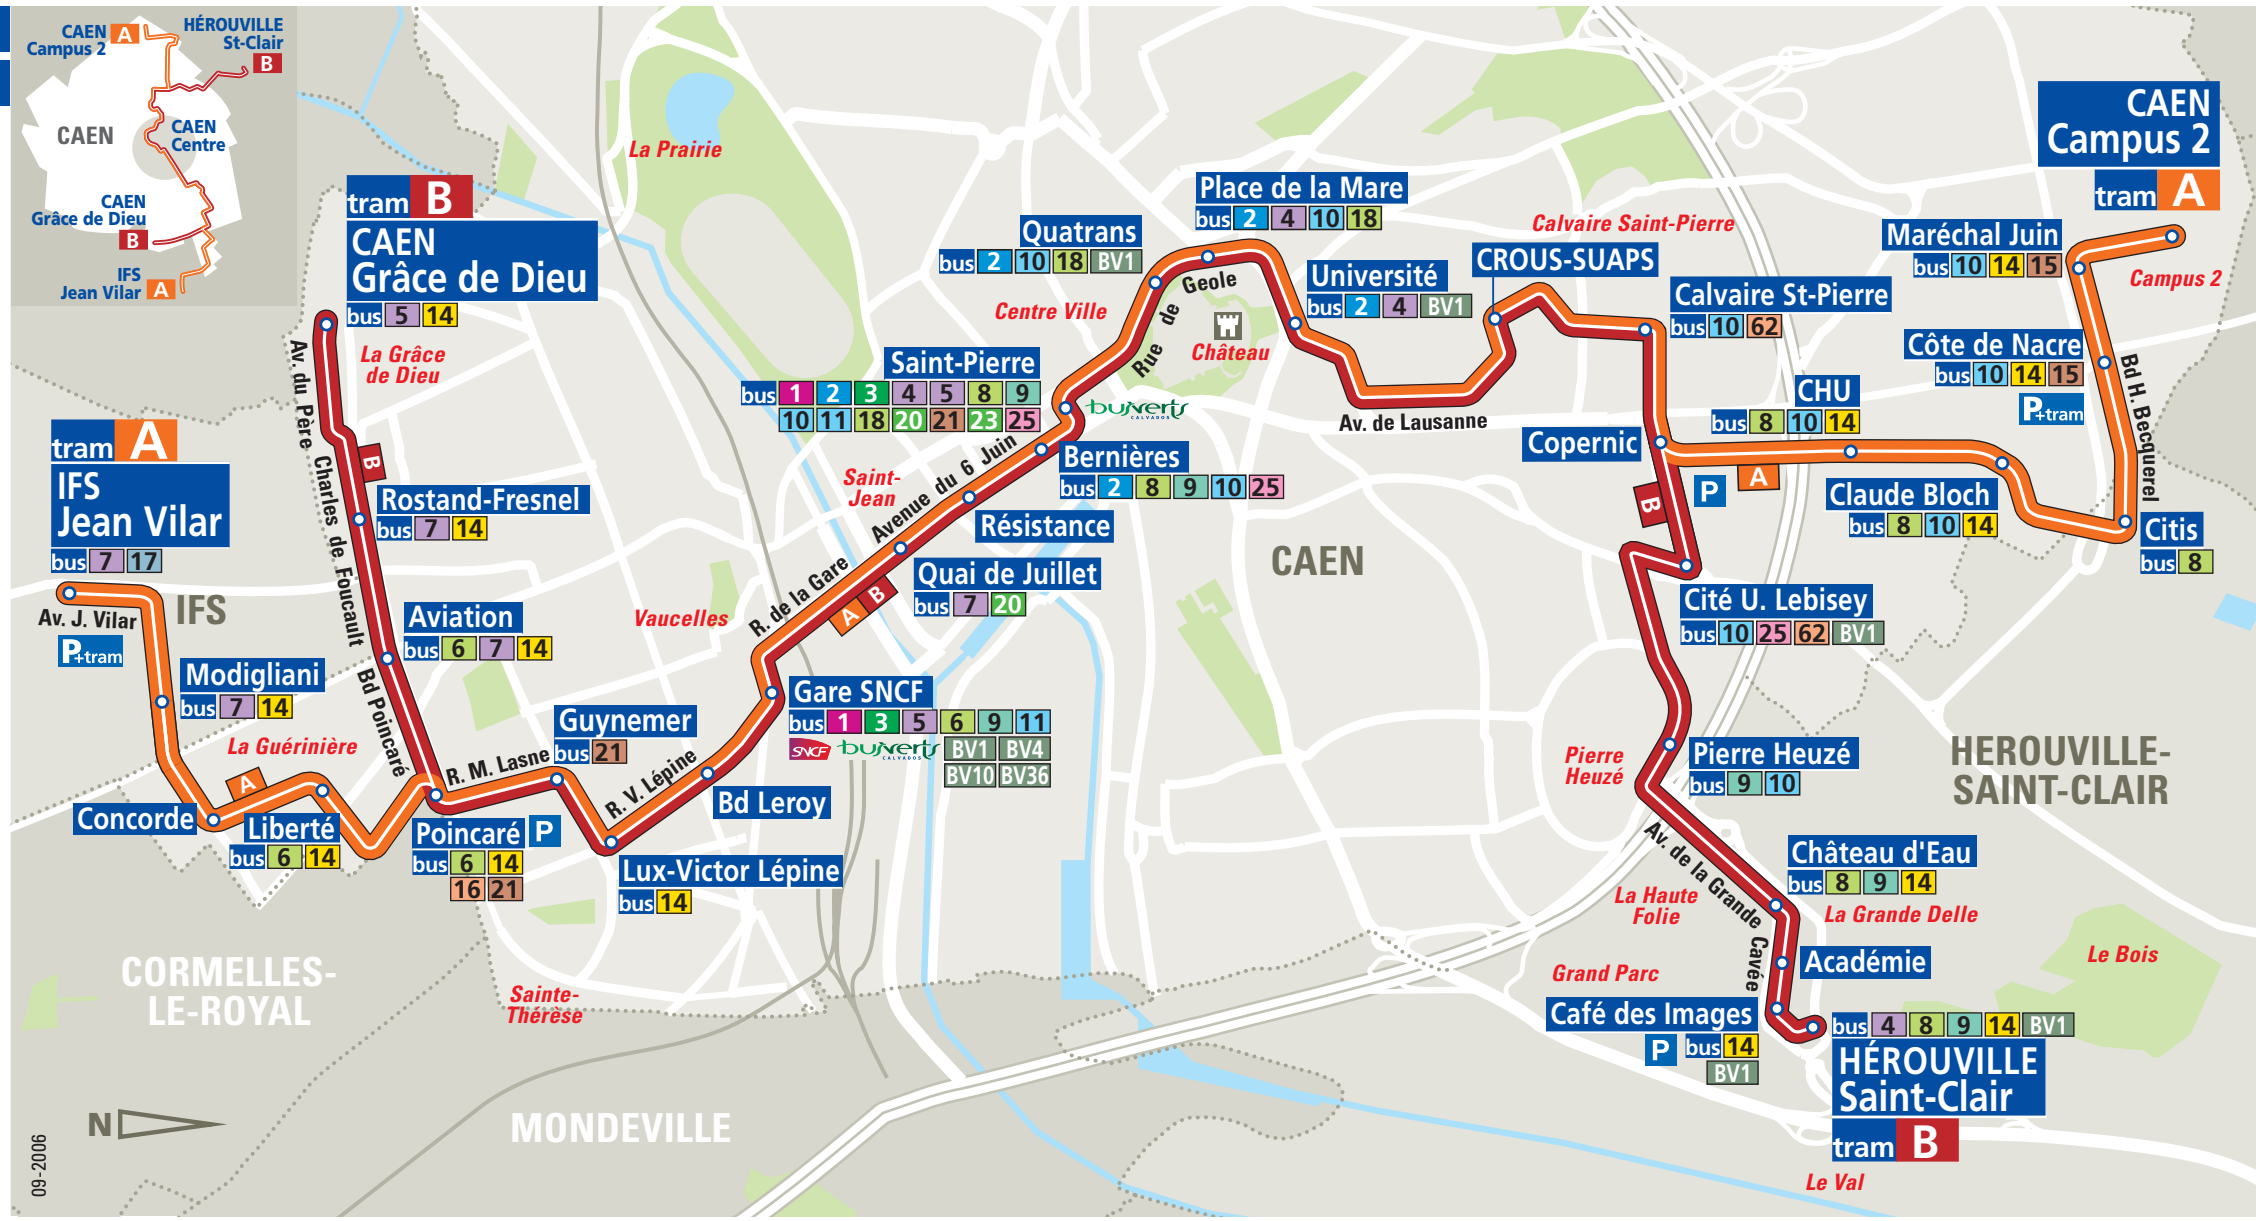 CAEN
Campus 2 A
HÉROUVILLE
St-Clair
B
CAEN
CAEN
Centre
CAEN
Grâce de Dieu
B
IFS
Jean Vilar A
tram B
CAEN
Grâce de Dieu
bus 5 14
La Grâce
de Dieu
Av. du Père Charles de Foucault
B
tram A
IFS
Jean Vilar
bus 7 17
Av. J. Vilar
IFS
P+tram
Modigliani
bus 7 14
La Guérinière
A
Concorde
Liberté
bus 6 14
Rostand-Fresnel
bus 7 14
Aviation
bus 6 7 14
Bd Poincaré
Poincaré P
bus 6 14
16 21
R. M. Lasne
Guynemer
bus 21
Lux-Victor Lépine
bus 14
R. V. Lépine
Bd Leroy
Gare SNCF
bus 1 3 5 6 9 11
SNCF bus verts CALVADOS BV1 BV4
BV10 BV36
Vaucelles
R. de la Gare
A B
Quai de Juillet
bus 7 20
Résistance
Avenue du 6 Juin
Saint-
Jean
Bernières
bus 2 8 9 10 25
Saint-Pierre
bus 1 2 3 4 5 8 9
10 11 18 20 21 23 25
bus verts
CALVADOS
La Prairie
Centre Ville
Quatrans
bus 2 10 18 BV1
Rue de Geole
Château
Place de la Mare
bus 2 4 10 18
Université
bus 2 4 BV1
Av. de Lausanne
CAEN
CROUS-SUAPS
Calvaire Saint-Pierre
Calvaire St-Pierre
bus 10 62
Copernic
P
A
B
CHU
bus 8 10 14
Claude Bloch
bus 8 10 14
Citis
bus 8
Bd H. Becquerel
Côte de Nacre
bus 10 14 15
P+tram
Maréchal Juin
bus 10 14 15
Campus 2
CAEN
Campus 2
tram A
Cité U. Lebisey
bus 10 25 62 BV1
Pierre Heuzé
bus 9 10
Pierre
Heuzé
HEROUVILLE-
SAINT-CLAIR
Av. de la Grande Cavée
Château d'Eau
bus 8 9 14
La Haute
Folie
La Grande Delle
Académie
Le Bois
Grand Parc
Café des Images
P bus 14
BV1
bus 4 8 9 14 BV1
HÉROUVILLE
Saint-Clair
tram B
Le Val
CORMELLES-
LE-ROYAL
Sainte-
Thérèse
MONDEVILLE
N
09-2006